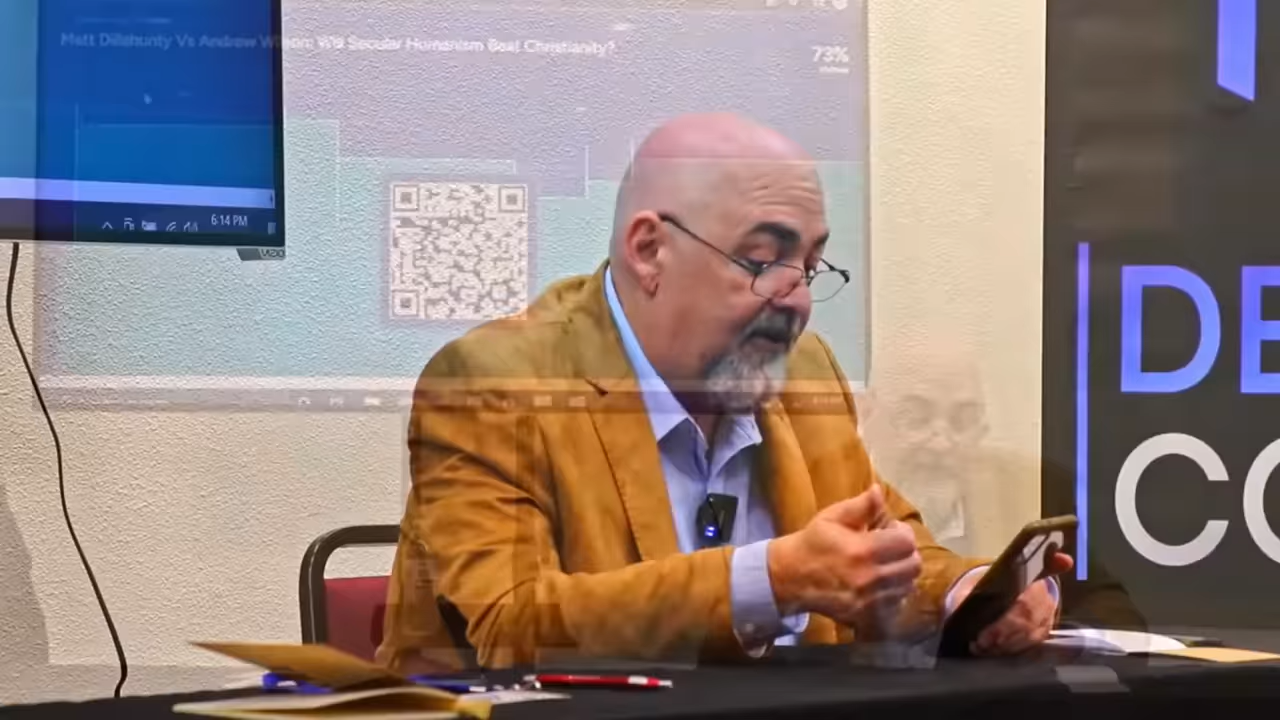 Matt Dillahunty Vs Andrew Wilson: Will Secular Humanism Beat Christianity?
73%
6:14 PM
DE
CO